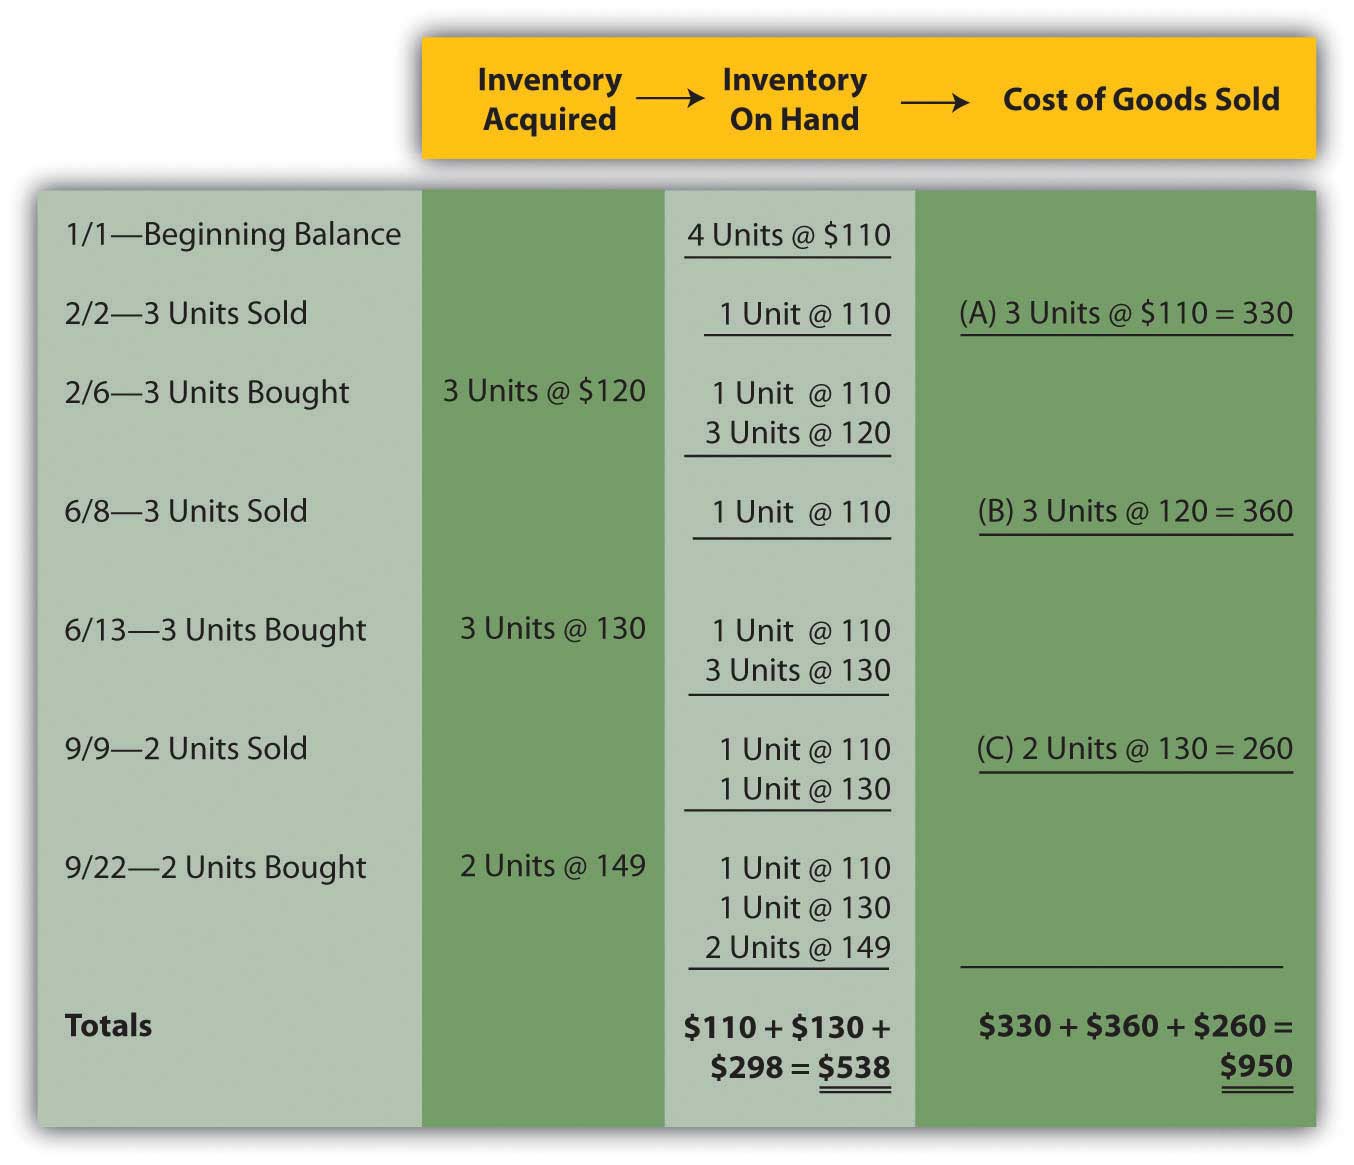 Inventory Acquired → Inventory On Hand → Cost of Goods Sold
1/1—Beginning Balance 4 Units @ $110
2/2—3 Units Sold 1 Unit @ 110 (A) 3 Units @ $110 = 330
2/6—3 Units Bought 3 Units @ $120 1 Unit @ 110
3 Units @ 120
6/8—3 Units Sold 1 Unit @ 110 (B) 3 Units @ 120 = 360
6/13—3 Units Bought 3 Units @ 130 1 Unit @ 110
3 Units @ 130
9/9—2 Units Sold 1 Unit @ 110 (C) 2 Units @ 130 = 260
1 Unit @ 130
9/22—2 Units Bought 2 Units @ 149 1 Unit @ 110
1 Unit @ 130
2 Units @ 149
Totals $110 + $130 + $330 + $360 + $260 =
$298 = $538 $950